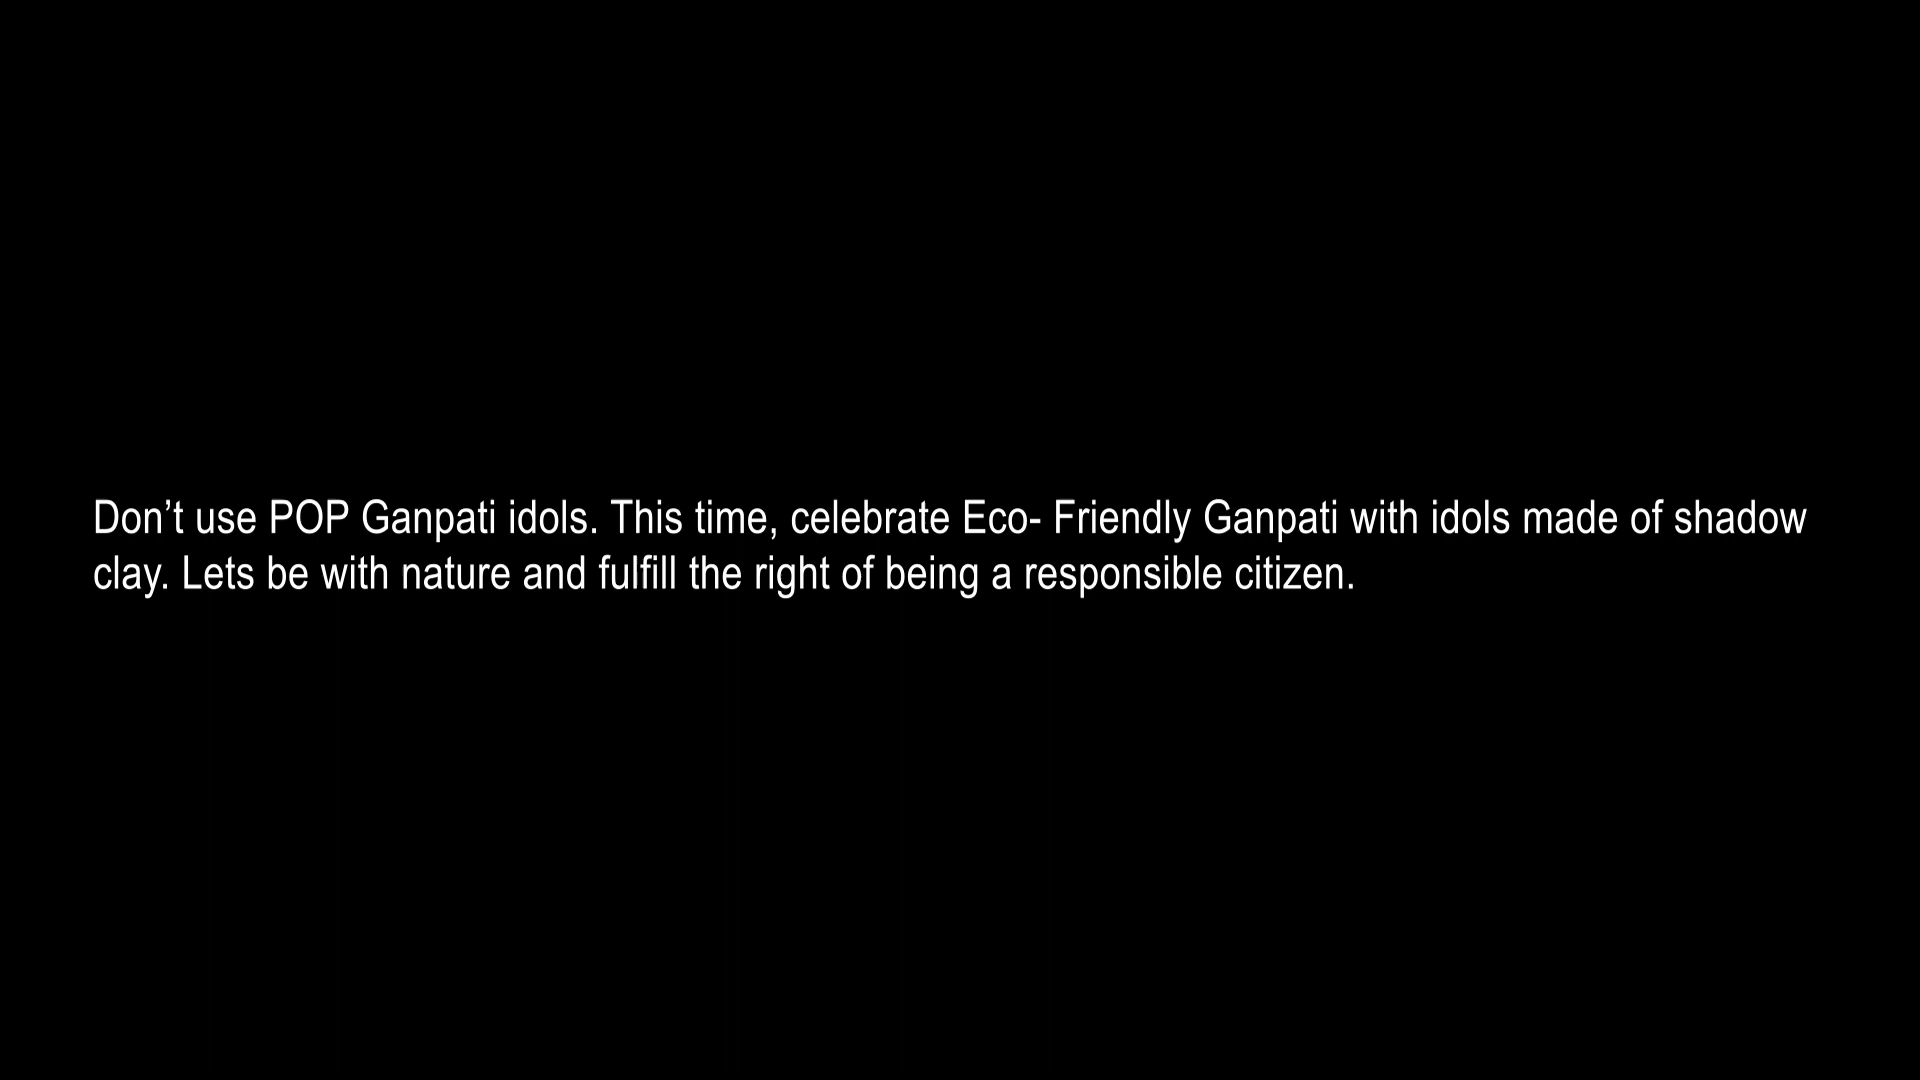 Don’t use POP Ganpati idols. This time, celebrate Eco- Friendly Ganpati with idols made of shadow
clay. Lets be with nature and fulfill the right of being a responsible citizen.